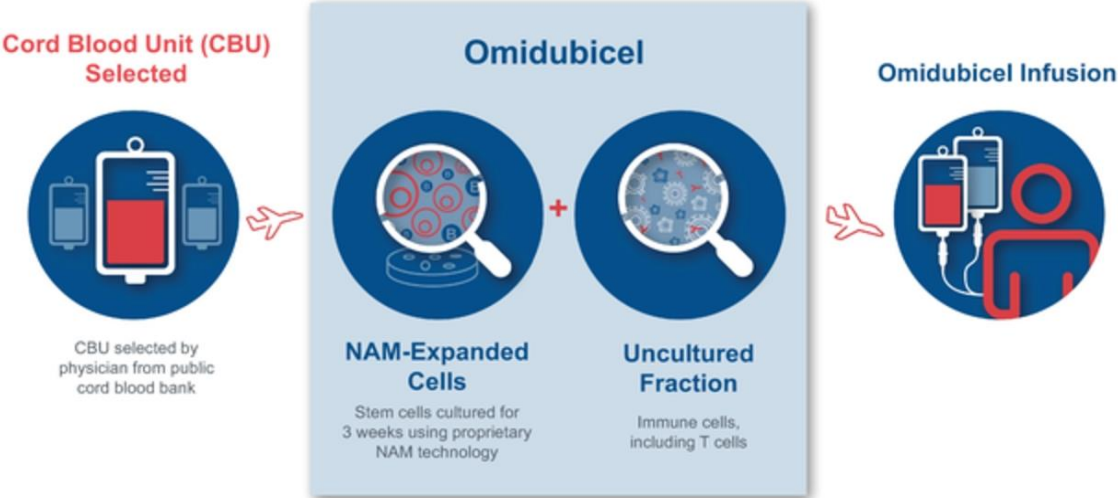 Cord Blood Unit (CBU)
Selected
CBU selected by
physician from public
cord blood bank
Omidubicel
NAM-Expanded
Cells
Stem cells cultured for
3 weeks using proprietary
NAM technology
+
Uncultured
Fraction
Immune cells,
including T cells
Omidubicel Infusion